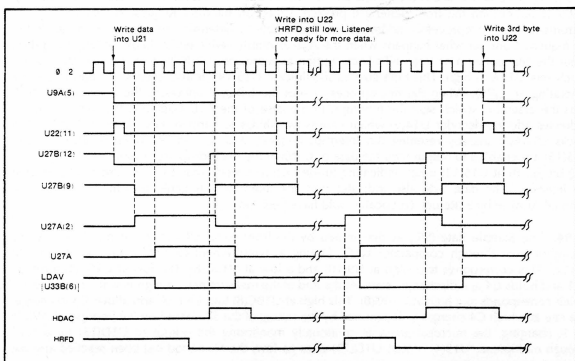 Write data
into U21
Write into U22
(HRFD still low. Listener
not ready for more data.)
Write 3rd byte
into U22
0 2
U9A(5)
U22(11)
U27B(12)
U27B(9)
U27A(2)
U27A
LDAV
(U33B(6))
HDAC
HRFD